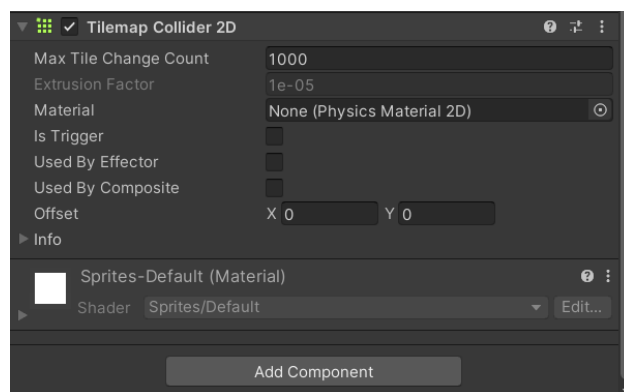 Tilemap Collider 2D
Max Tile Change Count 1000
Extrusion Factor 1e-05
Material None (Physics Material 2D)
Is Trigger
Used By Effector
Used By Composite
Offset X 0 Y 0
Info
Sprites-Default (Material)
Shader Sprites/Default Edit...
Add Component